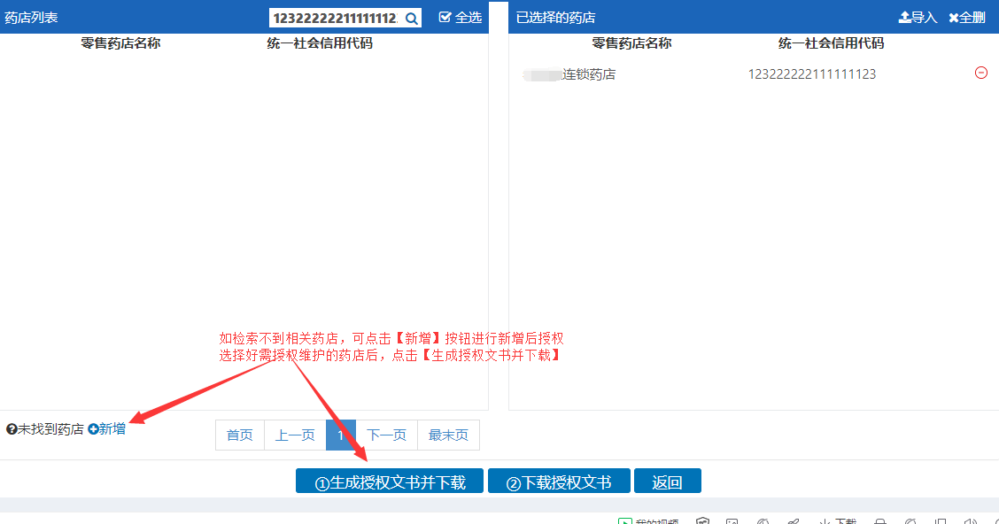 药店列表
12322222211111112
全选
零售药店名称 统一社会信用代码
已选择的药店
导入 全删
零售药店名称 统一社会信用代码
连锁药店 123222222111111123
如检索不到相关药店，可点击【新增】按钮进行新增后授权
选择好需授权维护的药店后，点击【生成授权文书并下载】
未找到药店 新增
首页 上一页 1 下一页 最末页
①生成授权文书并下载 ②下载授权文书 返回
我的视频 下载